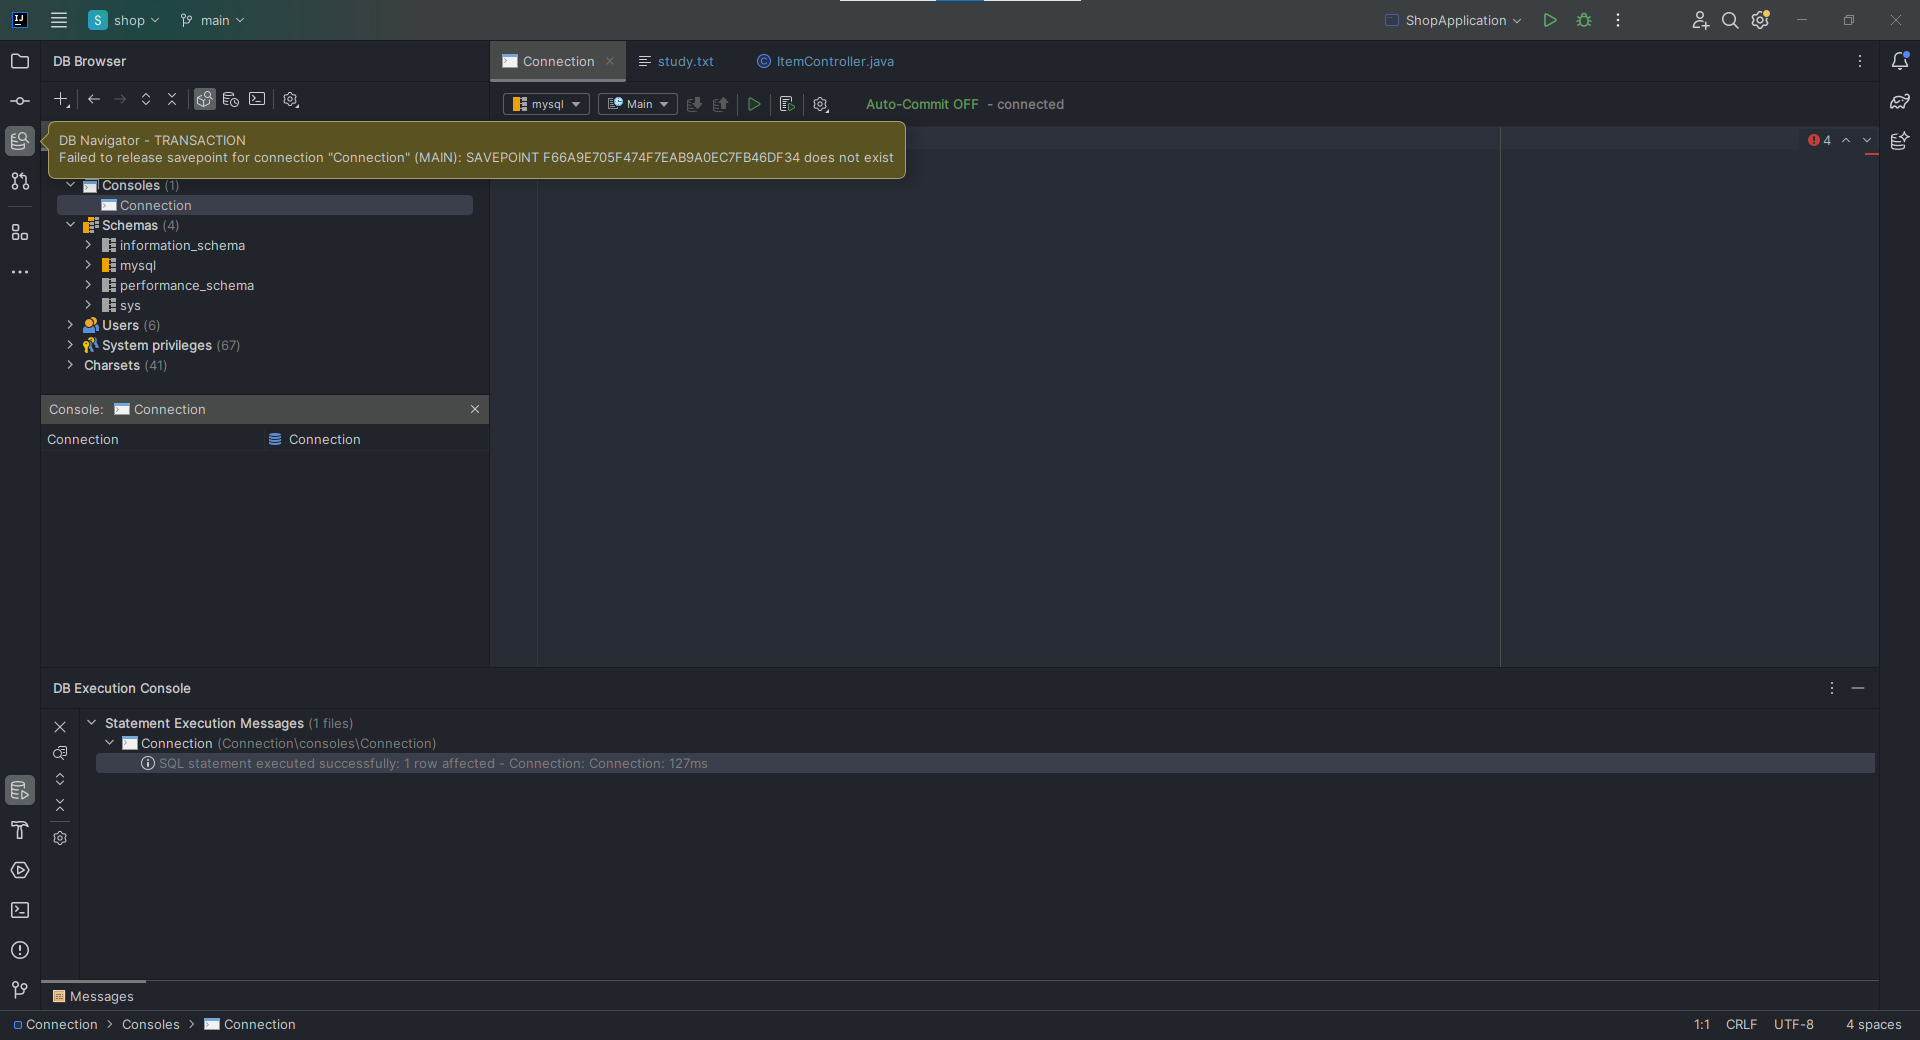 S shop main ShopApplication
DB Browser
Connection study.txt ItemController.java
mysql Main Auto-Commit OFF - connected
DB Navigator - TRANSACTION
Failed to release savepoint for connection "Connection" (MAIN): SAVEPOINT F66A9E705F474F7EAB9A0EC7FB46DF34 does not exist
4
Consoles (1)
Connection
Schemas (4)
information_schema
mysql
performance_schema
sys
Users (6)
System privileges (67)
Charsets (41)
Console: Connection
Connection Connection
DB Execution Console
Statement Execution Messages (1 files)
Connection (Connection\consoles\Connection)
SQL statement executed successfully: 1 row affected - Connection: Connection: 127ms
Messages
Connection > Consoles > Connection
1:1 CRLF UTF-8 4 spaces